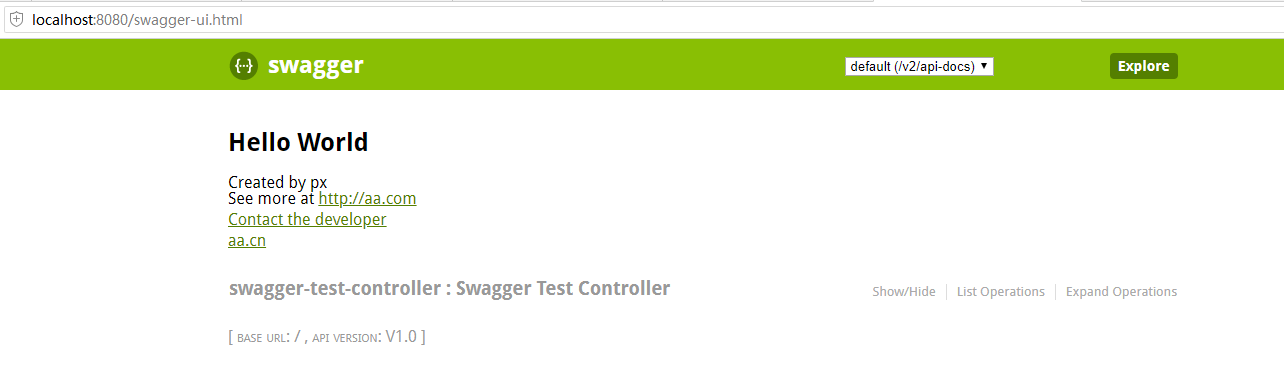 localhost:8080/swagger-ui.html
{···} swagger default (/v2/api-docs) ▼ Explore
Hello World
Created by px
See more at http://aa.com
Contact the developer
aa.cn
swagger-test-controller : Swagger Test Controller Show/Hide List Operations Expand Operations
[ BASE URL: / , API VERSION: V1.0 ]